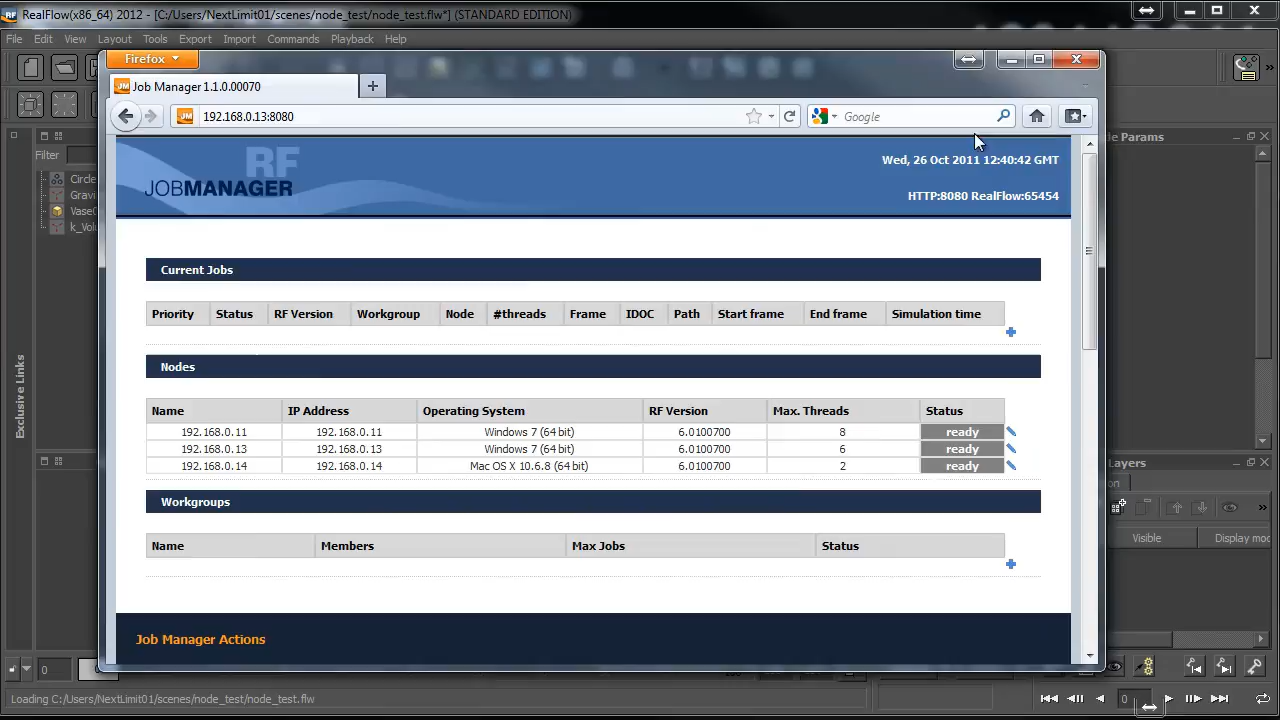 RealFlow(x86_64) 2012 - [C:/Users/NextLimit01/scenes/node_test/node_test.flw*] (STANDARD EDITION)
File Edit View Layout Tools Scripts Export Import Commands Playback Help
Firefox
Job Manager 1.1.0.00070
192.168.0.13:8080
Google
Filter
Circle
Gravi
Vase
k_Volu
Exclusive Links
RF
JOBMANAGER
Wed, 26 Oct 2011 12:40:42 GMT
HTTP:8080 RealFlow:65454
Current Jobs
Priority Status RF Version Workgroup Node #threads Frame IDOC Path Start frame End frame Simulation time
Nodes
Name IP Address Operating System RF Version Max. Threads Status
192.168.0.11 192.168.0.11 Windows 7 (64 bit) 6.0100700 8 ready
192.168.0.13 192.168.0.13 Windows 7 (64 bit) 6.0100700 6 ready
192.168.0.14 192.168.0.14 Mac OS X 10.6.8 (64 bit) 6.0100700 2 ready
Workgroups
Name Members Max Jobs Status
Job Manager Actions
de Params
Layers
on
Visible Display mod
0
0
Loading C:/Users/NextLimit01/scenes/node_test/node_test.flw